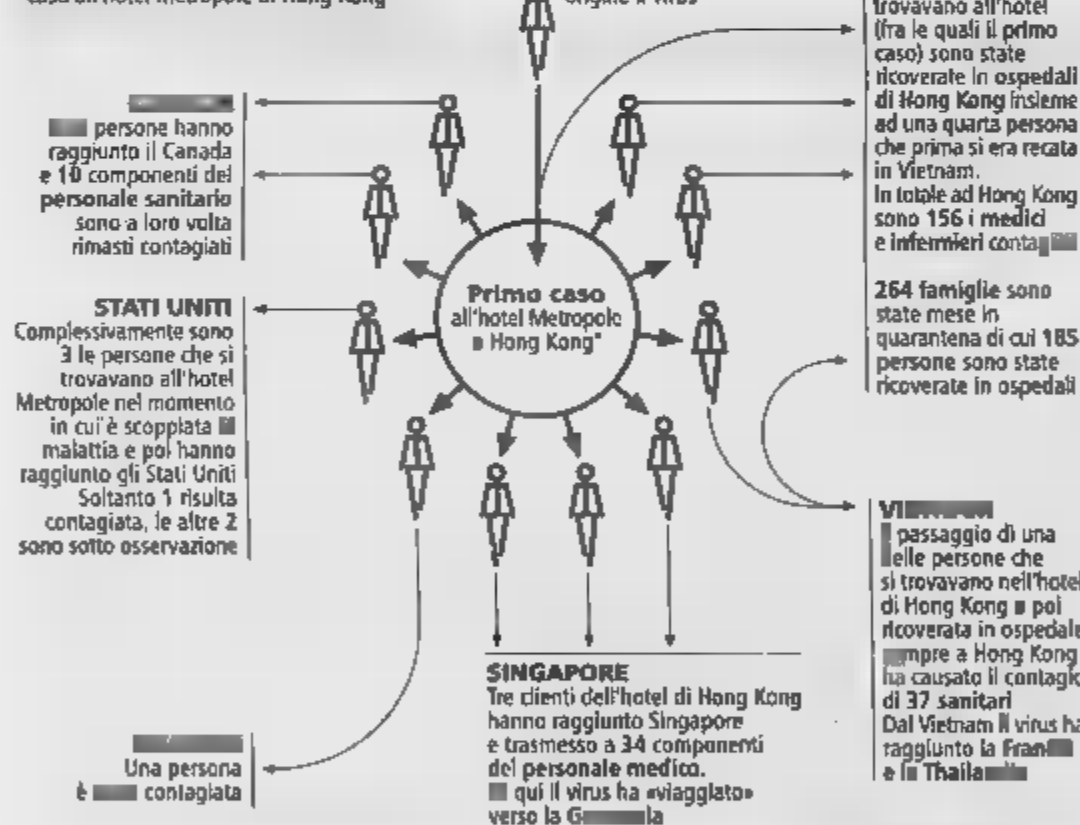 persone hanno
raggiunto il Canada
e 10 componenti del
personale sanitario
sono a loro volta
rimasti contagiati
STATI UNITI
Complessivamente sono
3 le persone che si
trovavano all'hotel
Metropole nel momento
in cui è scoppiata
malattia e poi hanno
raggiunto gli Stati Uniti
Soltanto 1 risulta
contagiata, le altre 2
sono sotto osservazione
Una persona
è contagiata
Primo caso
all'hotel Metropole
a Hong Kong*
SINGAPORE
Tre clienti dell'hotel di Hong Kong
hanno raggiunto Singapore
e trasmesso a 34 componenti
del personale medico.
qui il virus ha «viaggiato»
verso la
trovavano all'hotel
(fra le quali il primo
caso) sono state
ricoverate in ospedali
di Hong Kong insieme
ad una quarta persona
che prima si era recata
in Vietnam.
In totale ad Hong Kong
sono 156 i medici
e infermieri
264 famiglie sono
state mese in
quarantena di cui 185
persone sono state
ricoverate in ospedali
passaggio di una
persone che
si trovavano nell'hotel
di Hong Kong e poi
ricoverata in ospedale
a Hong Kong
ha causato il contagio
di 37 sanitari
Dal Vietnam il virus ha
raggiunto la
e la